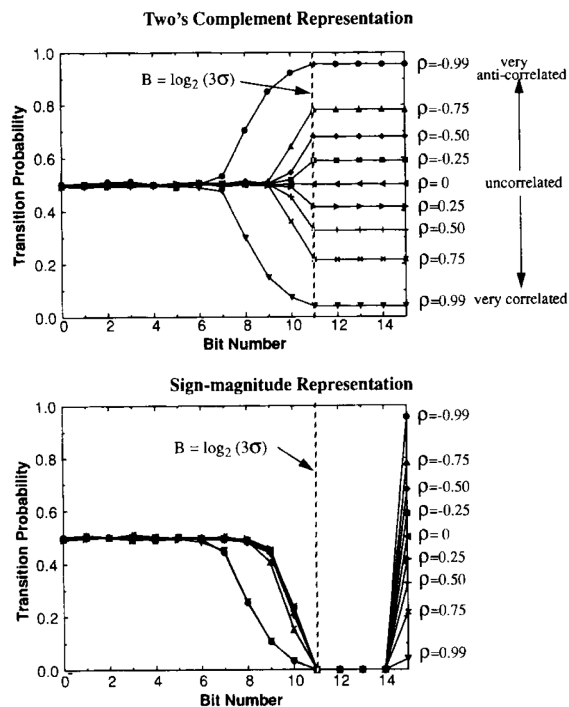 Two's Complement Representation
Transition Probability
1.0
0.8
0.6
0.4
0.2
0.0
B = log₂ (3σ)
0
2
4
6
8
10
12
14
15
Bit Number
ρ=-0.99
ρ=-0.75
ρ=-0.50
ρ=-0.25
ρ=0
ρ=0.25
ρ=0.50
ρ=0.75
ρ=0.99
very
anti-correlated
uncorrelated
very correlated
Sign-magnitude Representation
Transition Probability
1.0
0.8
0.6
0.4
0.2
0.0
B = log₂ (3σ)
0
2
4
6
8
10
12
14
15
Bit Number
ρ=-0.99
ρ=-0.75
ρ=-0.50
ρ=-0.25
ρ=0
ρ=0.25
ρ=0.50
ρ=0.75
ρ=0.99